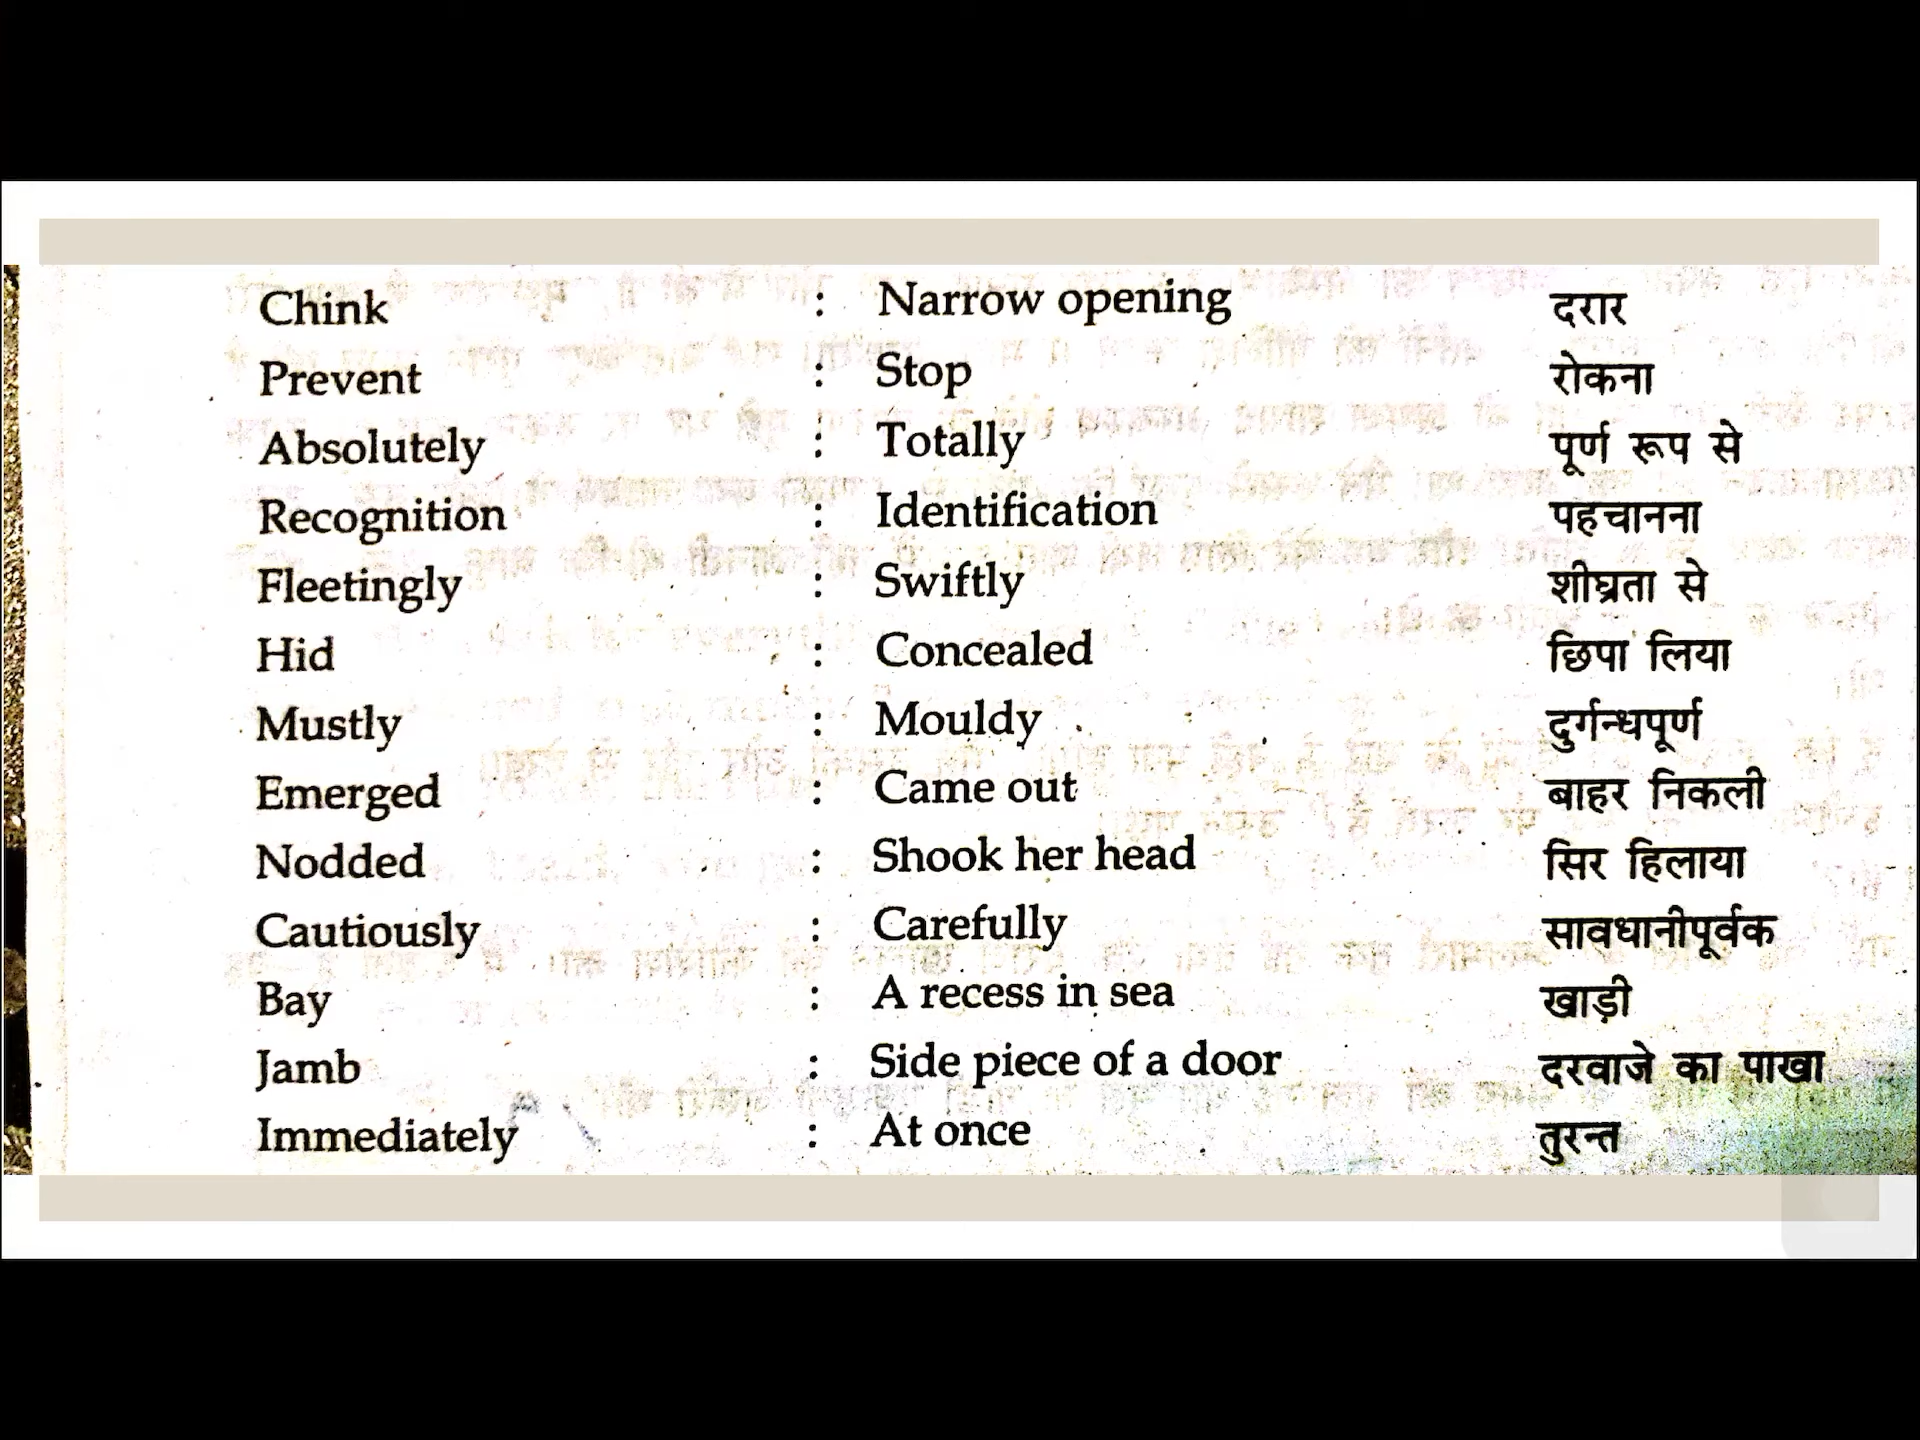 Chink : Narrow opening दरार
Prevent : Stop रोकना
Absolutely : Totally पूर्ण रूप से
Recognition : Identification पहचानना
Fleetingly : Swiftly शीघ्रता से
Hid : Concealed छिपा लिया
Mustly : Mouldy दुर्गन्धपूर्ण
Emerged : Came out बाहर निकली
Nodded : Shook her head सिर हिलाया
Cautiously : Carefully सावधानीपूर्वक
Bay : A recess in sea खाड़ी
Jamb : Side piece of a door दरवाजे का पाखा
Immediately : At once तुरन्त